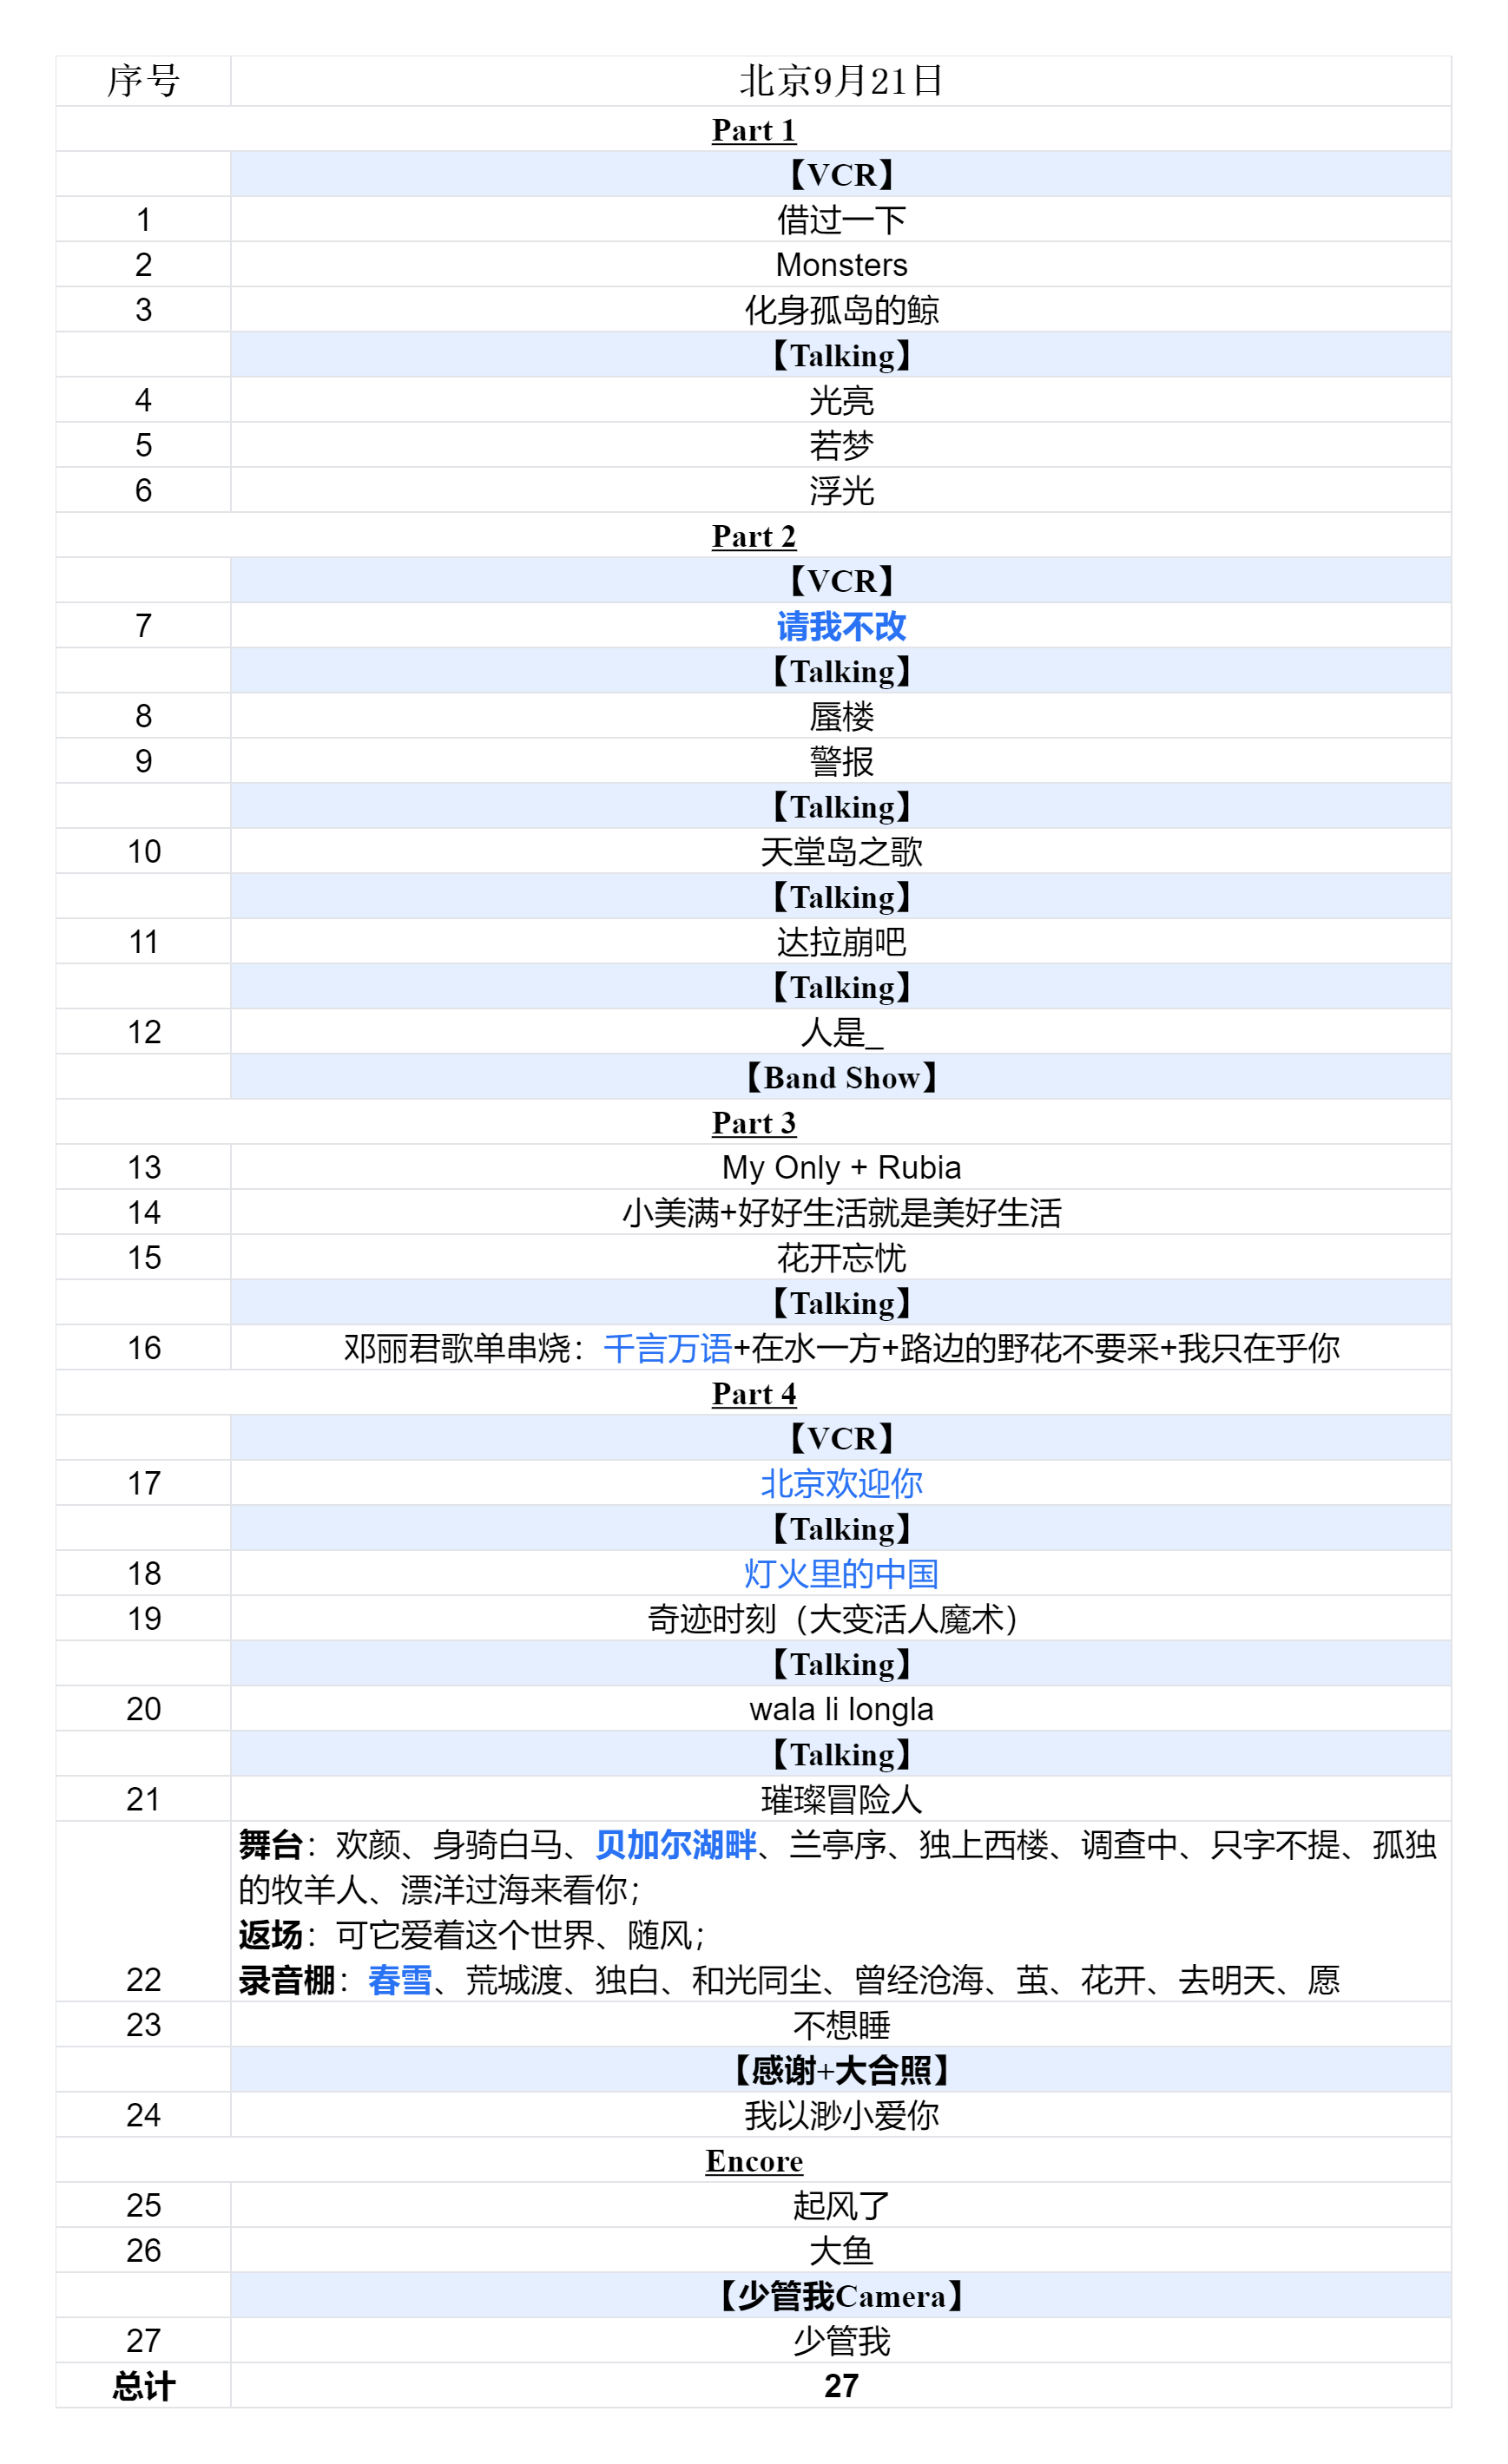 序号 北京9月21日
Part 1
【VCR】
1 借过一下
2 Monsters
3 化身孤岛的鲸
【Talking】
4 光亮
5 若梦
6 浮光
Part 2
【VCR】
7 请我不改
【Talking】
8 蜃楼
9 警报
【Talking】
10 天堂岛之歌
【Talking】
11 达拉崩吧
【Talking】
12 人是_
【Band Show】
Part 3
13 My Only + Rubia
14 小美满+好好生活就是美好生活
15 花开忘忧
【Talking】
16 邓丽君歌单串烧：千言万语+在水一方+路边的野花不要采+我只在乎你
Part 4
【VCR】
17 北京欢迎你
【Talking】
18 灯火里的中国
19 奇迹时刻（大变活人魔术）
【Talking】
20 wala li longla
【Talking】
21 璀璨冒险人
舞台：欢颜、身骑白马、贝加尔湖畔、兰亭序、独上西楼、调查中、只字不提、孤独
的牧羊人、漂洋过海来看你；
返场：可它爱着这个世界、随风；
22 录音棚：春雪、荒城渡、独白、和光同尘、曾经沧海、茧、花开、去明天、愿
23 不想睡
【感谢+大合照】
24 我以渺小爱你
Encore
25 起风了
26 大鱼
【少管我Camera】
27 少管我
总计 27